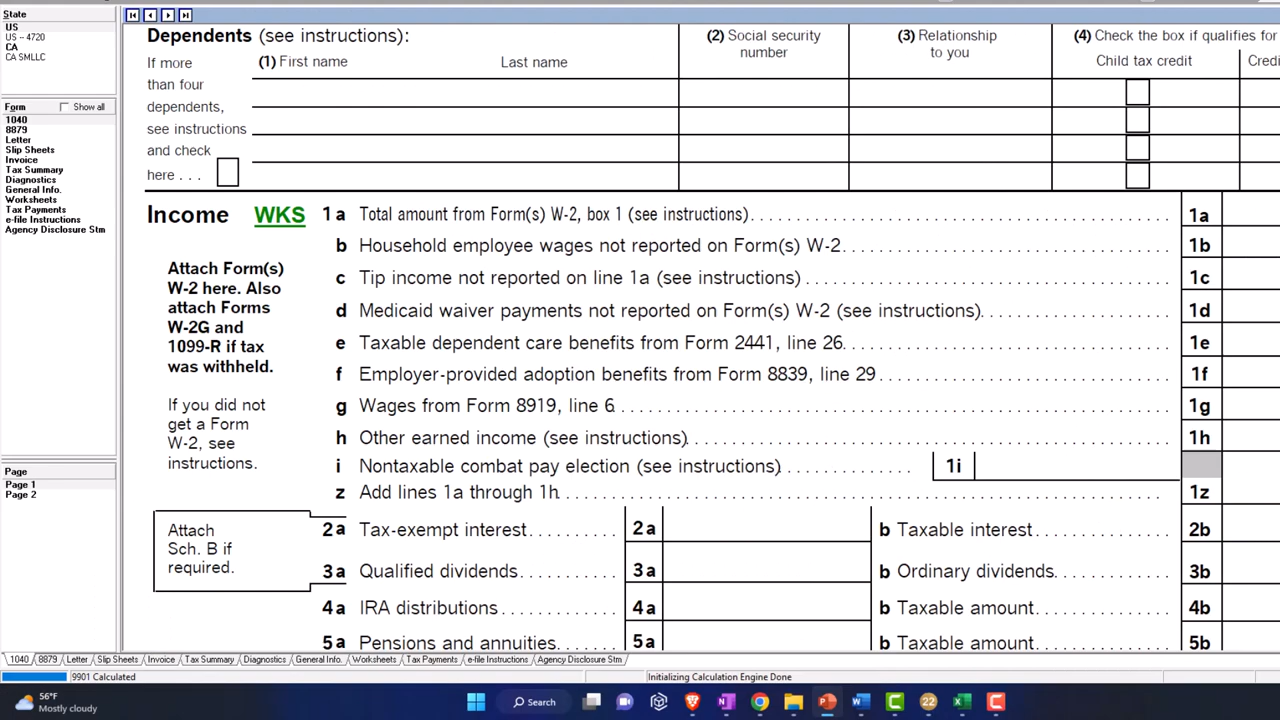 State
US
US -- 4720
CA
CA SMLLC
Form
Show all
1040
8879
Letter
Slip Sheets
Invoice
Tax Summary
Diagnostics
General Info.
Worksheets
Tax Payments
e-file Instructions
Agency Disclosure Stm
Page
Page 1
Page 2
Dependents (see instructions):
If more
than four
dependents,
see instructions
and check
here . . .
(1) First name
Last name
(2) Social security
number
(3) Relationship
to you
(4) Check the box if qualifies for
Child tax credit
Credi
Income WKS
Attach Form(s)
W-2 here. Also
attach Forms
W-2G and
1099-R if tax
was withheld.
If you did not
get a Form
W-2, see
instructions.
1 a Total amount from Form(s) W-2, box 1 (see instructions) 1a
b Household employee wages not reported on Form(s) W-2 1b
c Tip income not reported on line 1a (see instructions) 1c
d Medicaid waiver payments not reported on Form(s) W-2 (see instructions) 1d
e Taxable dependent care benefits from Form 2441, line 26 1e
f Employer-provided adoption benefits from Form 8839, line 29 1f
g Wages from Form 8919, line 6 1g
h Other earned income (see instructions) 1h
i Nontaxable combat pay election (see instructions) 1i
z Add lines 1a through 1h 1z
Attach
Sch. B if
required.
2 a Tax-exempt interest 2 a b Taxable interest 2b
3 a Qualified dividends 3 a b Ordinary dividends 3b
4 a IRA distributions 4 a b Taxable amount 4b
5 a Pensions and annuities 5 a b Taxable amount 5b
1040 8879 Letter Slip Sheets Invoice Tax Summary Diagnostics General Info. Worksheets Tax Payments e-file Instructions Agency Disclosure Stm
9901 Calculated
Initializing Calculation Engine Done
56°F
Mostly cloudy
Search
22